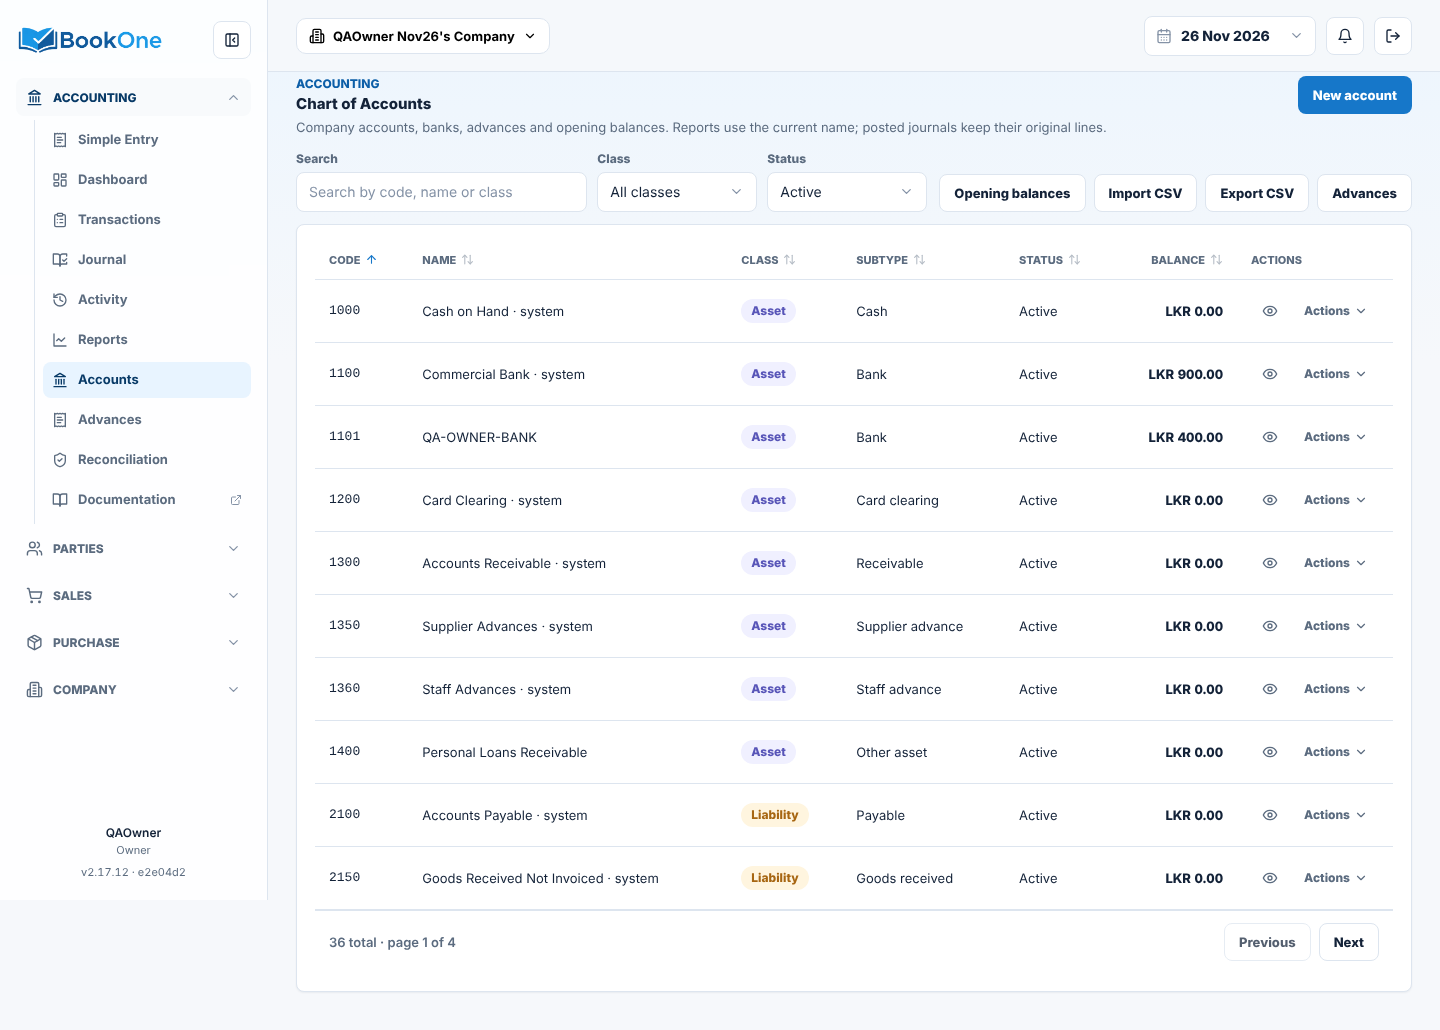 BookOne
QAOwner Nov26's Company
26 Nov 2026
ACCOUNTING
Simple Entry
Dashboard
Transactions
Journal
Activity
Reports
Accounts
Advances
Reconciliation
Documentation
PARTIES
SALES
PURCHASE
COMPANY
QAOwner
Owner
v2.17.12 · e2e04d2
ACCOUNTING
Chart of Accounts
Company accounts, banks, advances and opening balances. Reports use the current name; posted journals keep their original lines.
New account
Search Class Status
Search by code, name or class All classes Active Opening balances Import CSV Export CSV Advances
CODE NAME CLASS SUBTYPE STATUS BALANCE ACTIONS
1000 Cash on Hand · system Asset Cash Active LKR 0.00 Actions
1100 Commercial Bank · system Asset Bank Active LKR 900.00 Actions
1101 QA-OWNER-BANK Asset Bank Active LKR 400.00 Actions
1200 Card Clearing · system Asset Card clearing Active LKR 0.00 Actions
1300 Accounts Receivable · system Asset Receivable Active LKR 0.00 Actions
1350 Supplier Advances · system Asset Supplier advance Active LKR 0.00 Actions
1360 Staff Advances · system Asset Staff advance Active LKR 0.00 Actions
1400 Personal Loans Receivable Asset Other asset Active LKR 0.00 Actions
2100 Accounts Payable · system Liability Payable Active LKR 0.00 Actions
2150 Goods Received Not Invoiced · system Liability Goods received Active LKR 0.00 Actions
36 total · page 1 of 4 Previous Next